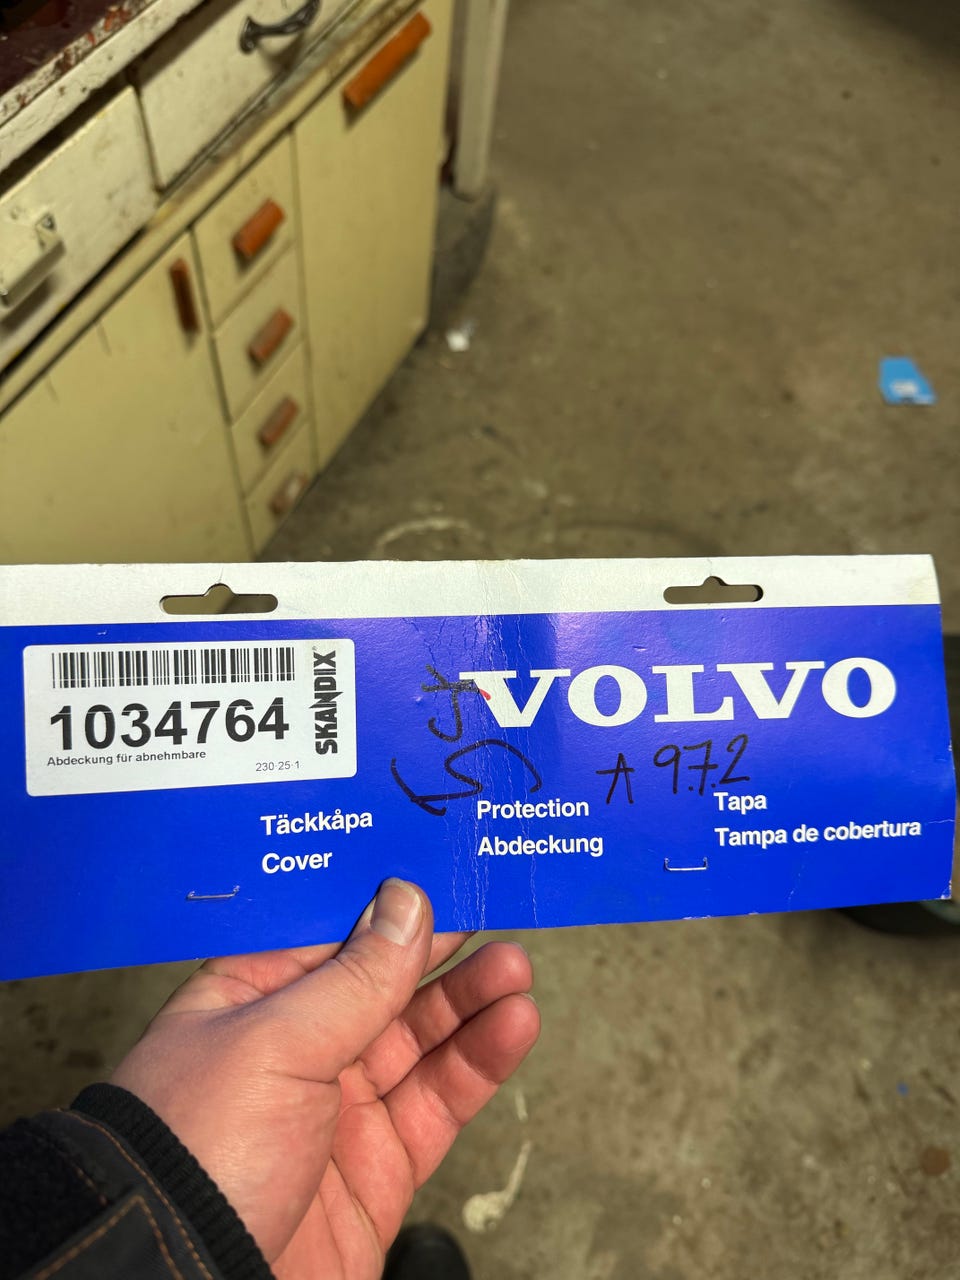 1034764
SKANDIX
Abdeckung für abnehmbare
230-25-1
VOLVO
A 97.2
Täckkåpa
Cover
Protection
Abdeckung
Tapa
Tampa de cobertura